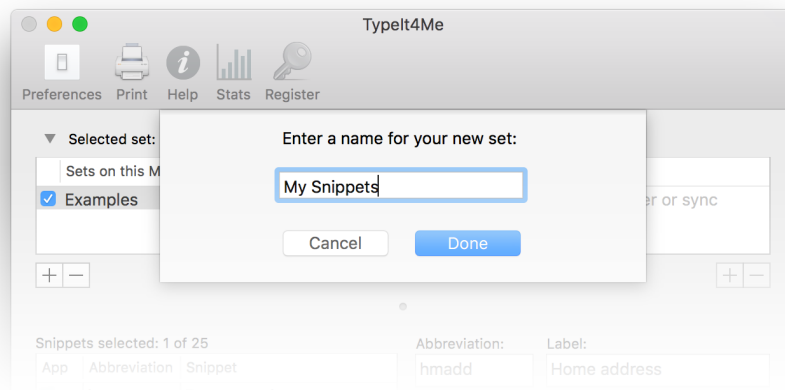 TypeIt4Me
Preferences Print Help Stats Register
Enter a name for your new set:
Selected set:
Sets on this M
My Snippets
Examples
er or sync
Cancel Done
Snippets selected: 1 of 25 Abbreviation: Label:
App Abbreviation Snippet hmadd Home address